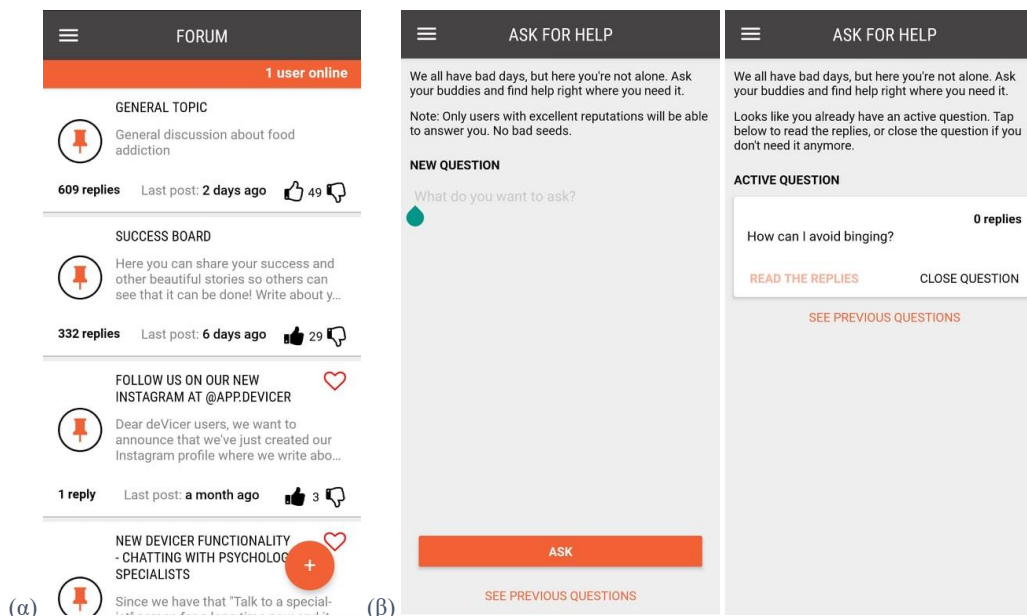 FORUM
1 user online
GENERAL TOPIC
General discussion about food
addiction
609 replies Last post: 2 days ago 49
SUCCESS BOARD
Here you can share your success and
other beautiful stories so others can
see that it can be done! Write about y...
332 replies Last post: 6 days ago 29
FOLLOW US ON OUR NEW
INSTAGRAM AT @APP.DEVICER
Dear deVicer users, we want to
announce that we've just created our
Instagram profile where we write abo...
1 reply Last post: a month ago 3
NEW DEVICER FUNCTIONALITY
- CHATTING WITH PSYCHOLOG
SPECIALISTS
+
Since we have that "Talk to a special-
(α)
ASK FOR HELP
We all have bad days, but here you're not alone. Ask
your buddies and find help right where you need it.
Note: Only users with excellent reputations will be able
to answer you. No bad seeds.
NEW QUESTION
What do you want to ask?
ASK
SEE PREVIOUS QUESTIONS
(β)
ASK FOR HELP
We all have bad days, but here you're not alone. Ask
your buddies and find help right where you need it.
Looks like you already have an active question. Tap
below to read the replies, or close the question if you
don't need it anymore.
ACTIVE QUESTION
0 replies
How can I avoid binging?
READ THE REPLIES CLOSE QUESTION
SEE PREVIOUS QUESTIONS